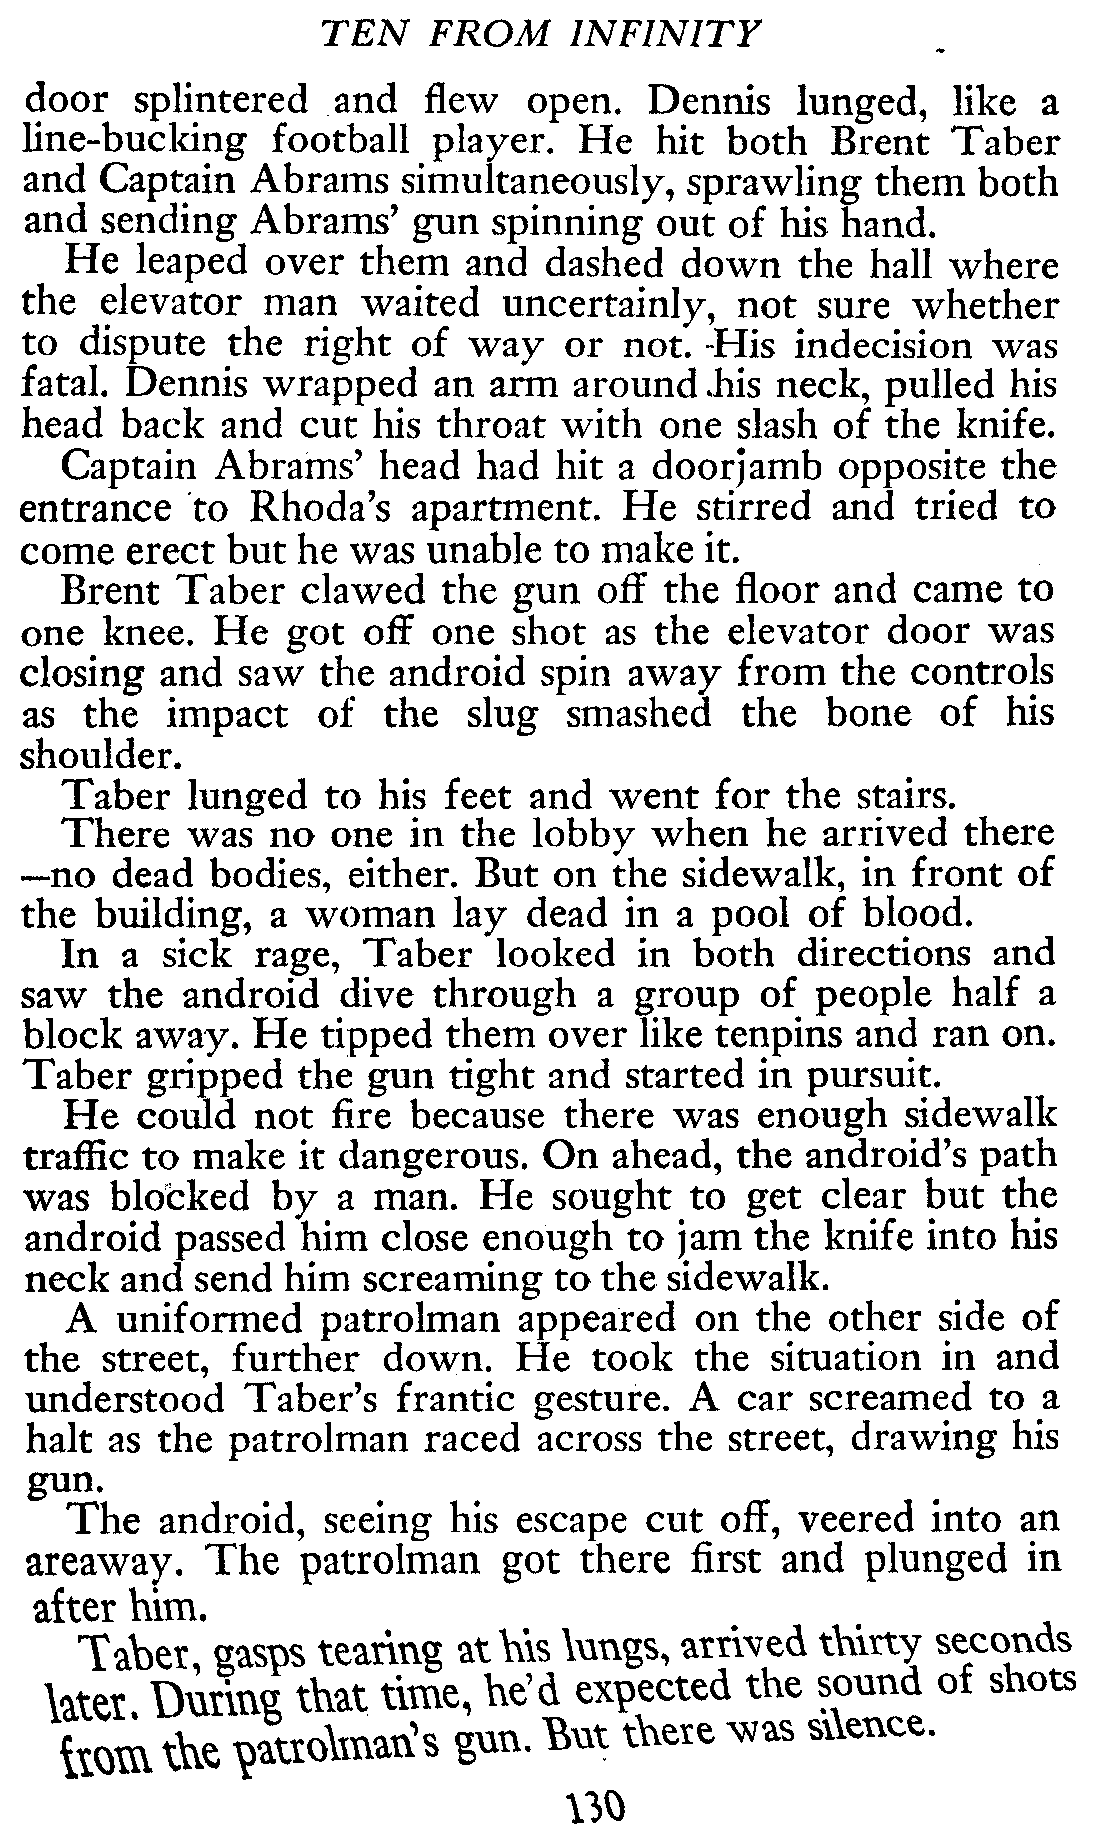 TEN FROM INFINITY
door splintered and flew open. Dennis lunged, like a
line-bucking football player. He hit both Brent Taber
and Captain Abrams simultaneously, sprawling them both
and sending Abrams' gun spinning out of his hand.
He leaped over them and dashed down the hall where
the elevator man waited uncertainly, not sure whether
to dispute the right of way or not. His indecision was
fatal. Dennis wrapped an arm around his neck, pulled his
head back and cut his throat with one slash of the knife.
Captain Abrams' head had hit a doorjamb opposite the
entrance to Rhoda's apartment. He stirred and tried to
come erect but he was unable to make it.
Brent Taber clawed the gun off the floor and came to
one knee. He got off one shot as the elevator door was
closing and saw the android spin away from the controls
as the impact of the slug smashed the bone of his
shoulder.
Taber lunged to his feet and went for the stairs.
There was no one in the lobby when he arrived there
—no dead bodies, either. But on the sidewalk, in front of
the building, a woman lay dead in a pool of blood.
In a sick rage, Taber looked in both directions and
saw the android dive through a group of people half a
block away. He tipped them over like tenpins and ran on.
Taber gripped the gun tight and started in pursuit.
He could not fire because there was enough sidewalk
traffic to make it dangerous. On ahead, the android's path
was blocked by a man. He sought to get clear but the
android passed him close enough to jam the knife into his
neck and send him screaming to the sidewalk.
A uniformed patrolman appeared on the other side of
the street, further down. He took the situation in and
understood Taber's frantic gesture. A car screamed to a
halt as the patrolman raced across the street, drawing his
gun.
The android, seeing his escape cut off, veered into an
areaway. The patrolman got there first and plunged in
after him.
Taber, gasps tearing at his lungs, arrived thirty seconds
later. During that time, he'd expected the sound of shots
from the patrolman's gun. But there was silence.
130